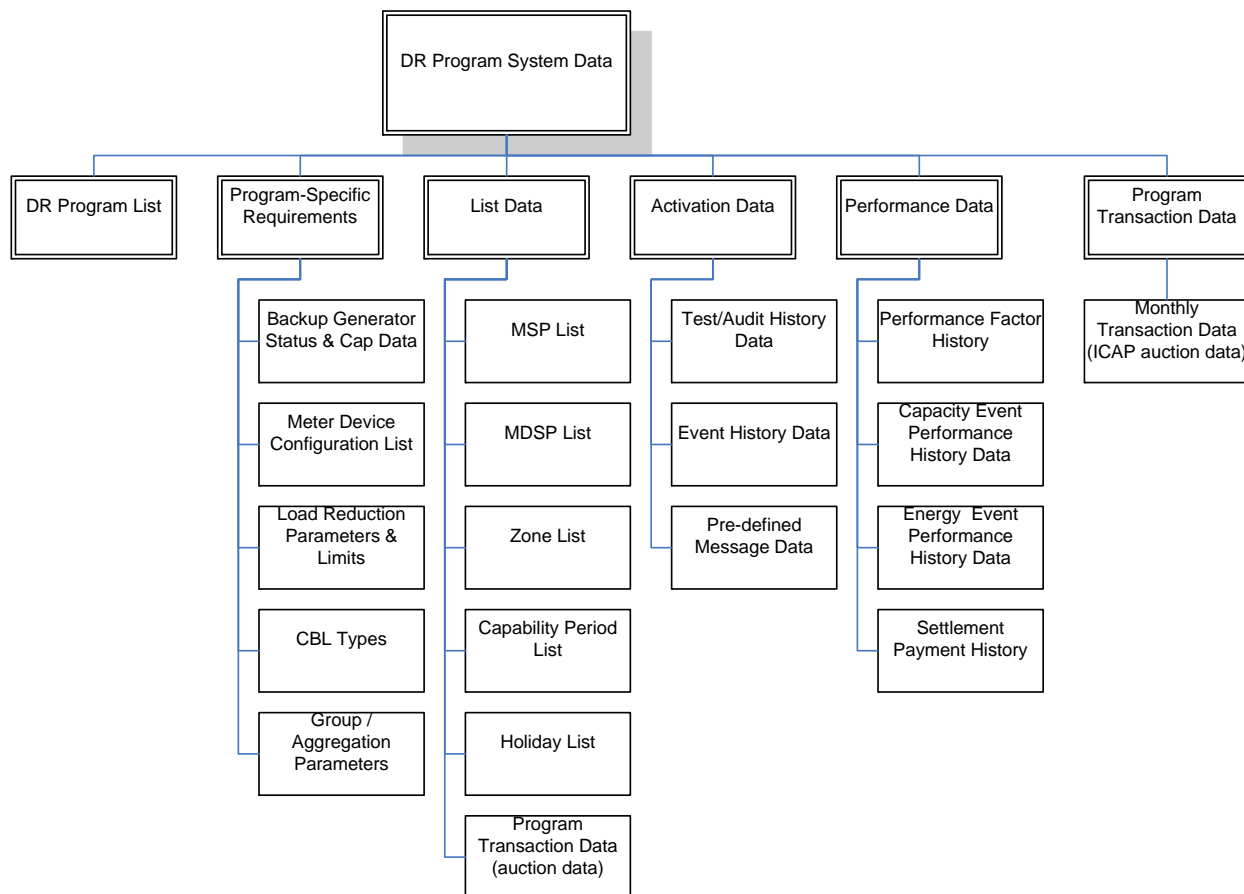 DR Program System Data
DR Program List
Program-Specific
Requirements
List Data
Activation Data
Performance Data
Program
Transaction Data
Backup Generator
Status & Cap Data
Meter Device
Configuration List
Load Reduction
Parameters &
Limits
CBL Types
Group /
Aggregation
Parameters
MSP List
MDSP List
Zone List
Capability Period
List
Holiday List
Program
Transaction Data
(auction data)
Test/Audit History
Data
Event History Data
Pre-defined
Message Data
Performance Factor
History
Capacity Event
Performance
History Data
Energy  Event
Performance
History Data
Settlement
Payment History
Monthly
Transaction Data
(ICAP auction data)